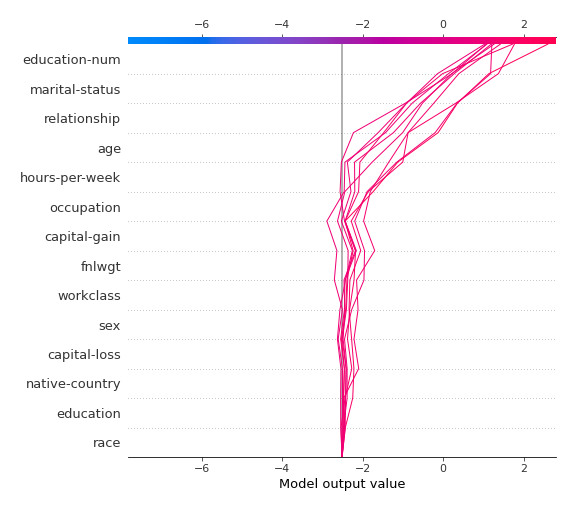 −6 −4 −2 0 2
education-num
marital-status
relationship
age
hours-per-week
occupation
capital-gain
fnlwgt
workclass
sex
capital-loss
native-country
education
race
−6 −4 −2 0 2
Model output value